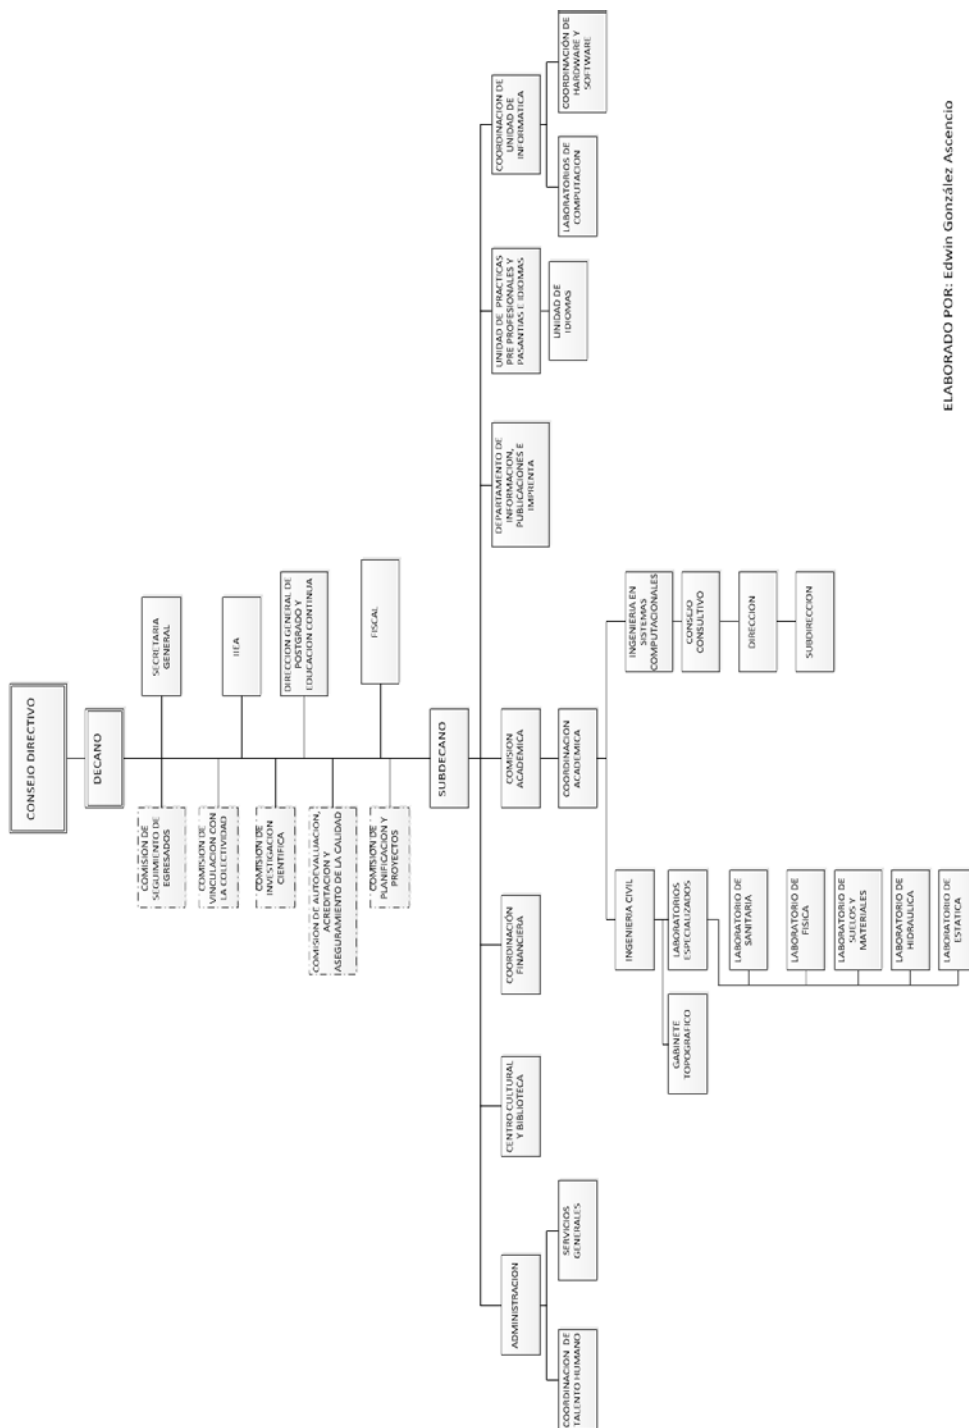 CONSEJO DIRECTIVO
DECANO
COMISION DE
SEGUIMIENTO DE
EGRESADOS
SECRETARIA
GENERAL
COMISION DE
VINCULACION CON
LA COLECTIVIDAD
IIEA
COMISION DE
INVESTIGACION
CIENTIFICA
DIRECCION GENERAL DE
POSTGRADO Y
EDUCACION CONTINUA
COMISION DE AUTOEVALUACION,
ACREDITACION Y
ASEGURAMIENTO DE LA CALIDAD
FISCAL
COMISION DE
PLANIFICACION Y
PROYECTOS
SUBDECANO
ADMINISTRACION
CENTRO CULTURAL
Y BIBLIOTECA
COORDINACIÓN
FINANCIERA
COMISION
ACADEMICA
DEPARTAMENTO DE
INFORMACION,
PUBLICACIONES E
IMPRENTA
UNIDAD DE PRACTICAS
PRE PROFESIONALES Y
PASANTIAS E IDIOMAS
COORDINACION DE
UNIDAD DE
INFORMATICA
COORDINACION DE
TALENTO HUMANO
SERVICIOS
GENERALES
COORDINACION
ACADEMICA
UNIDAD DE
IDIOMAS
LABORATORIOS DE
COMPUTACION
COORDINACIÓN DE
HARDWARE Y
SOFTWARE
INGENIERIA CIVIL
INGENIERIA EN
SISTEMAS
COMPUTACIONALES
GABINETE
TOPOGRAFICO
LABORATORIOS
ESPECIALIZADOS
CONSEJO
CONSULTIVO
LABORATORIO DE
SANITARIA
DIRECCION
LABORATORIO DE
FISICA
SUBDIRECCION
LABORATORIO DE
SUELOS Y
MATERIALES
LABORATORIO DE
HIDRAULICA
LABORATORIO DE
ESTATICA
ELABORADO POR: Edwin González Ascencio